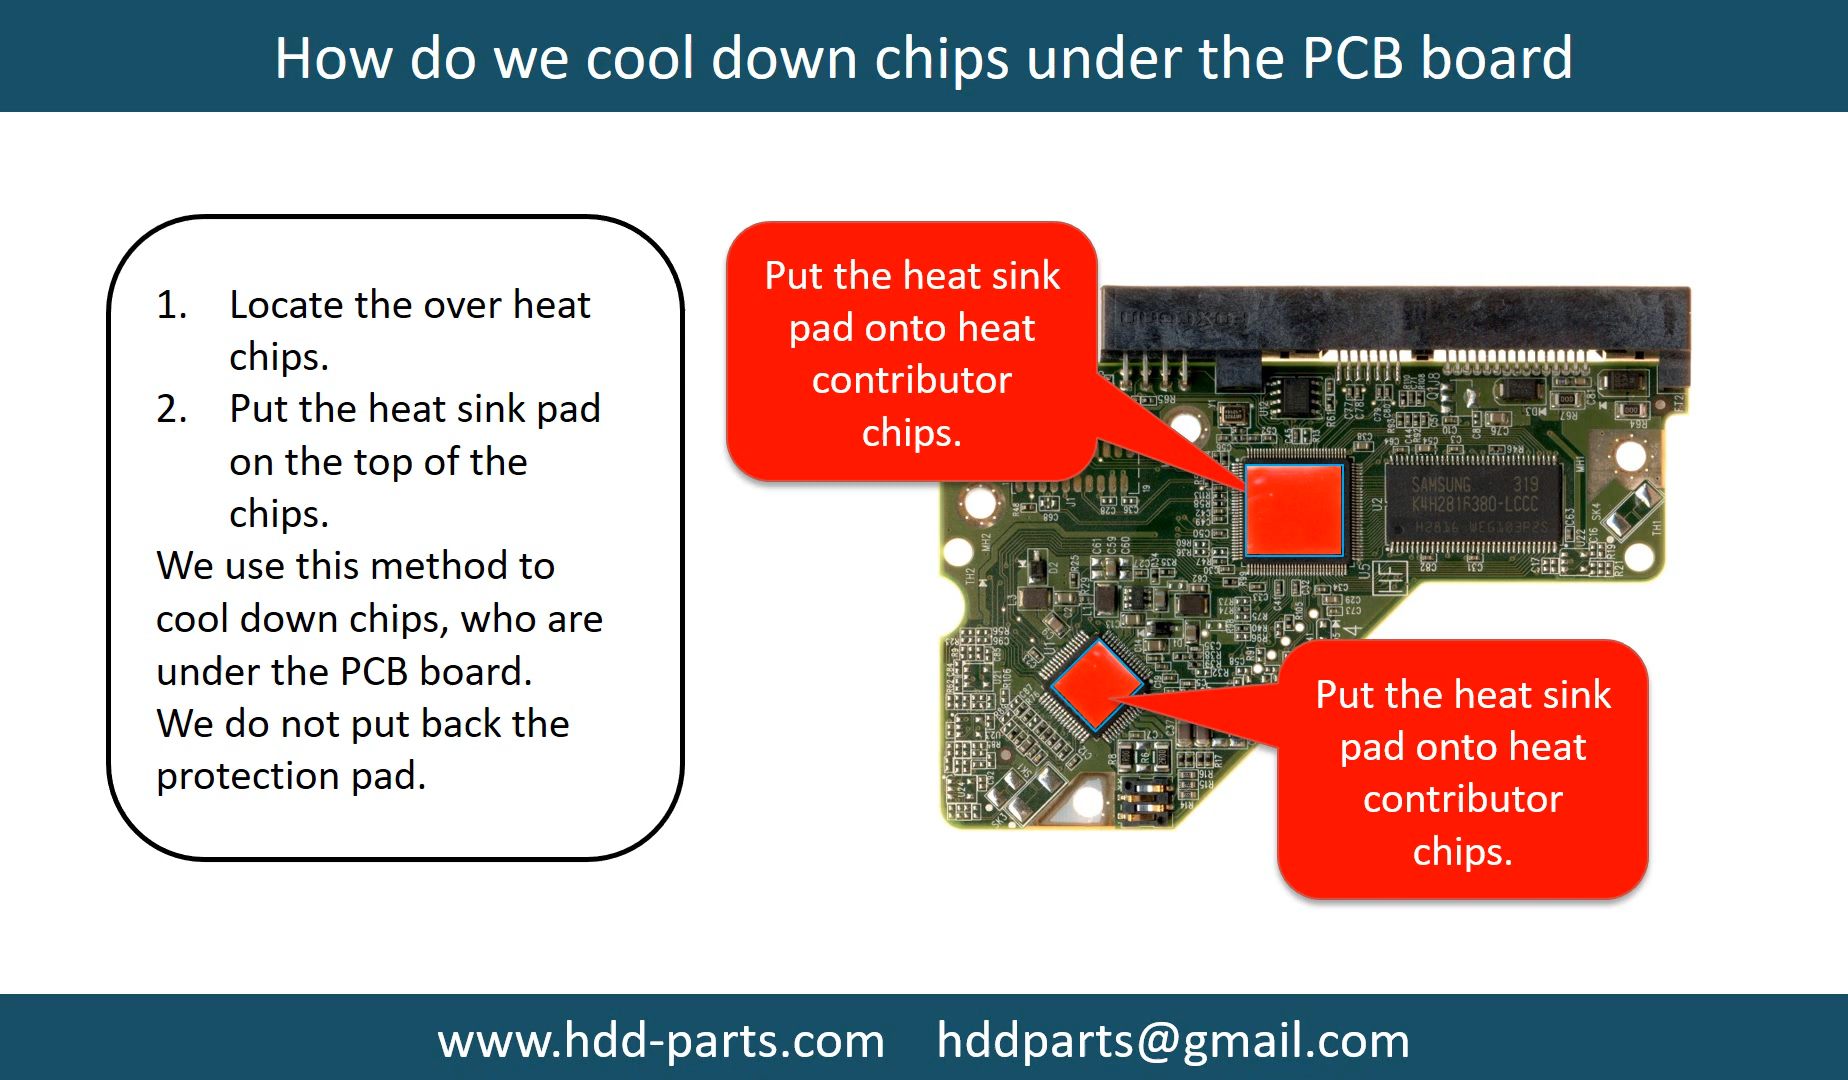 How do we cool down chips under the PCB board
1. Locate the over heat
chips.
2. Put the heat sink pad
on the top of the
chips.
We use this method to
cool down chips, who are
under the PCB board.
We do not put back the
protection pad.
Put the heat sink
pad onto heat
contributor
chips.
SAMSUNG 319
K4H281638O-LCCC
Put the heat sink
pad onto heat
contributor
chips.
www.hdd-parts.com hddparts@gmail.com